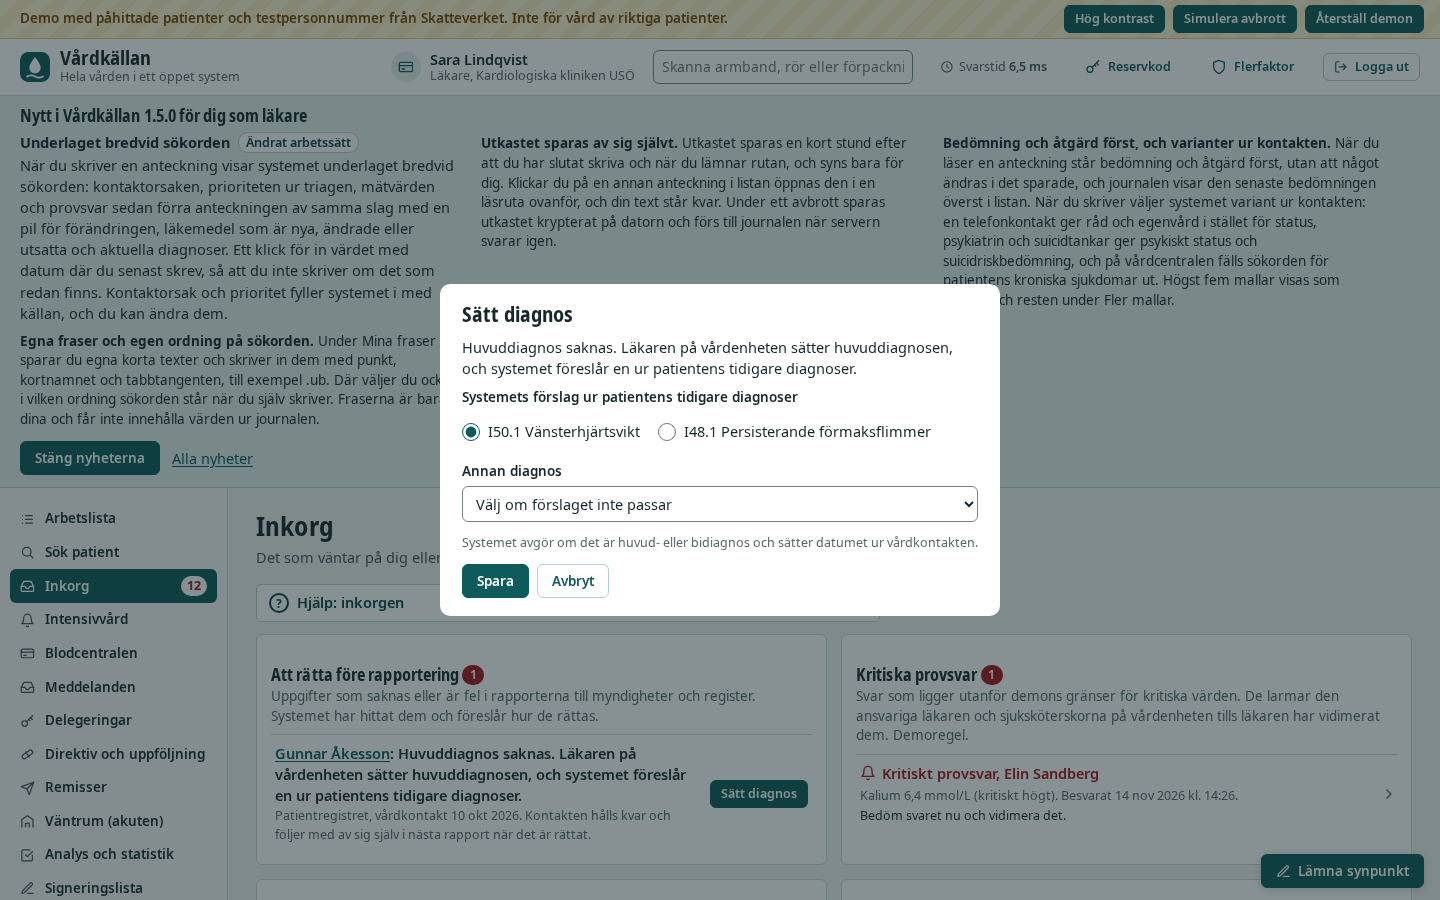 Demo med påhittade patienter och testpersonnummer från Skatteverket. Inte för vård av riktiga patienter.
Hög kontrast
Simulera avbrott
Återställ demon
Vårdkällan
Hela vården i ett öppet system
Sara Lindqvist
Läkare, Kardiologiska kliniken USÖ
Skanna armband, rör eller förpackni
Svarstid 6,5 ms
Reservkod
Flerfaktor
Logga ut
Nytt i Vårdkällan 1.5.0 för dig som läkare
Underlaget bredvid sökorden
Ändrat arbetssätt
När du skriver en anteckning visar systemet underlaget bredvid
sökorden: kontaktorsaken, prioriteten ur triagen, mätvärden
och provsvar sedan förra anteckningen av samma slag med en
pil för förändringen, läkemedel som är nya, ändrade eller
utsatta och aktuella diagnoser. Ett klick för in värdet med
datum där du senast skrev, så att du inte skriver om det som
redan finns. Kontaktorsak och prioritet fyller systemet i med
källan, och du kan ändra dem.
Egna fraser och egen ordning på sökorden. Under Mina fraser
sparar du egna korta texter och skriver in dem med punkt,
kortnamnet och tabbtangenten, till exempel .ub. Där väljer du
i vilken ordning sökorden står när du själv skriver. Fraserna är
dina och får inte innehålla värden ur journalen.
Stäng nyheterna
Alla nyheter
Utkastet sparas av sig självt. Utkastet sparas en kort stund efter
att du har slutat skriva och när du lämnar rutan, och syns bara för
dig. Klickar du på en annan anteckning i listan öppnas den i en
läsruta ovanför, och din text står kvar. Under ett avbrott sparas
utkastet krypterat på datorn och förs till journalen när servern
svarar igen.
Bedömning och åtgärd först, och varianter ur kontakten. När du
läser en anteckning står bedömning och åtgärd först, utan att något
ändras i det sparade, och journalen visar den senaste bedömningen
överst i listan. När du skriver väljer systemet variant ur kontakten:
en telefonkontakt ger råd och egenvård i stället för status,
psykiatrin och suicidtankar ger psykiskt status och
suicidriskbedömning, och på vårdcentralen fälls sökorden för
patientens kroniska sjukdomar ut. Högst fem mallar visas som
och resten under Fler mallar.
Sätt diagnos
Huvuddiagnos saknas. Läkaren på vårdenheten sätter huvuddiagnosen,
och systemet föreslår en ur patientens tidigare diagnoser.
Systemets förslag ur patientens tidigare diagnoser
I50.1 Vänsterhjärtsvikt
I48.1 Persisterande förmaksflimmer
Annan diagnos
Välj om förslaget inte passar
Systemet avgör om det är huvud- eller bidiagnos och sätter datumet ur vårdkontakten.
Spara
Avbryt
Arbetslista
Sök patient
Inkorg
12
Intensivvård
Blodcentralen
Meddelanden
Delegeringar
Direktiv och uppföljning
Remisser
Väntrum (akuten)
Analys och statistik
Signeringslista
Inkorg
Det som väntar på dig
? Hjälp: inkorgen
Att rätta före rapportering 1
Uppgifter som saknas eller är fel i rapporterna till myndigheter och register.
Systemet har hittat dem och föreslår hur de rättas.
Gunnar Åkesson: Huvuddiagnos saknas. Läkaren på
vårdenheten sätter huvuddiagnosen, och systemet föreslår
en ur patientens tidigare diagnoser.
Patientregistret, vårdkontakt 10 okt 2026. Kontakten hålls kvar och
följer med av sig själv i nästa rapport när det är rättat.
Sätt diagnos
Kritiska provsvar 1
Svar som ligger utanför demons gränser för kritiska värden. De larmar den
ansvariga läkaren och sjuksköterskorna på vårdenheten tills läkaren har vidimerat
dem. Demoregel.
Kritiskt provsvar, Elin Sandberg
Kalium 6,4 mmol/L (kritiskt högt). Besvarat 14 nov 2026 kl. 14:26.
Bedöm svaret nu och vidimera det.
Lämna synpunkt